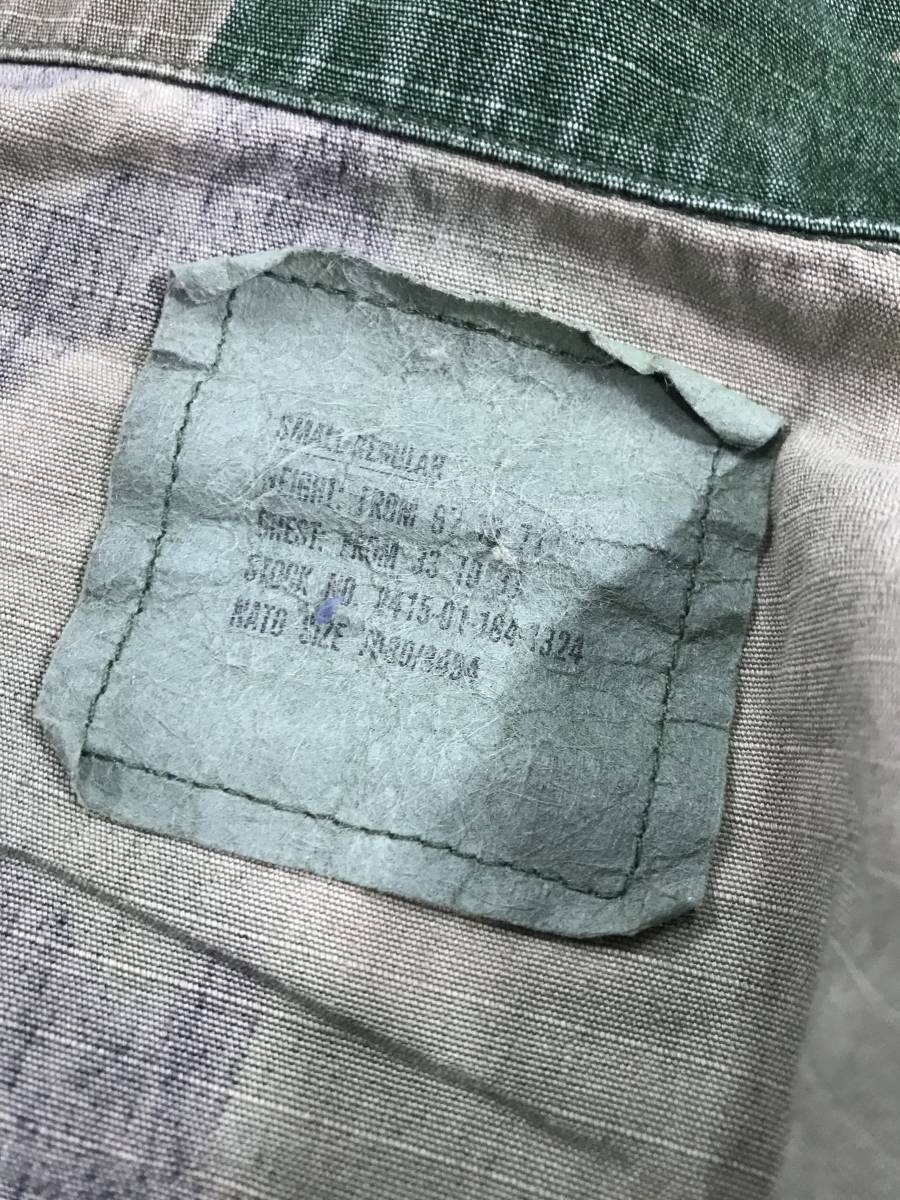 SMALL-REGULAR
HEIGHT: FROM 67 TO 71
CHEST: FROM 33 TO 37
STOCK NO. 8415-01-184-1324
NATO SIZE